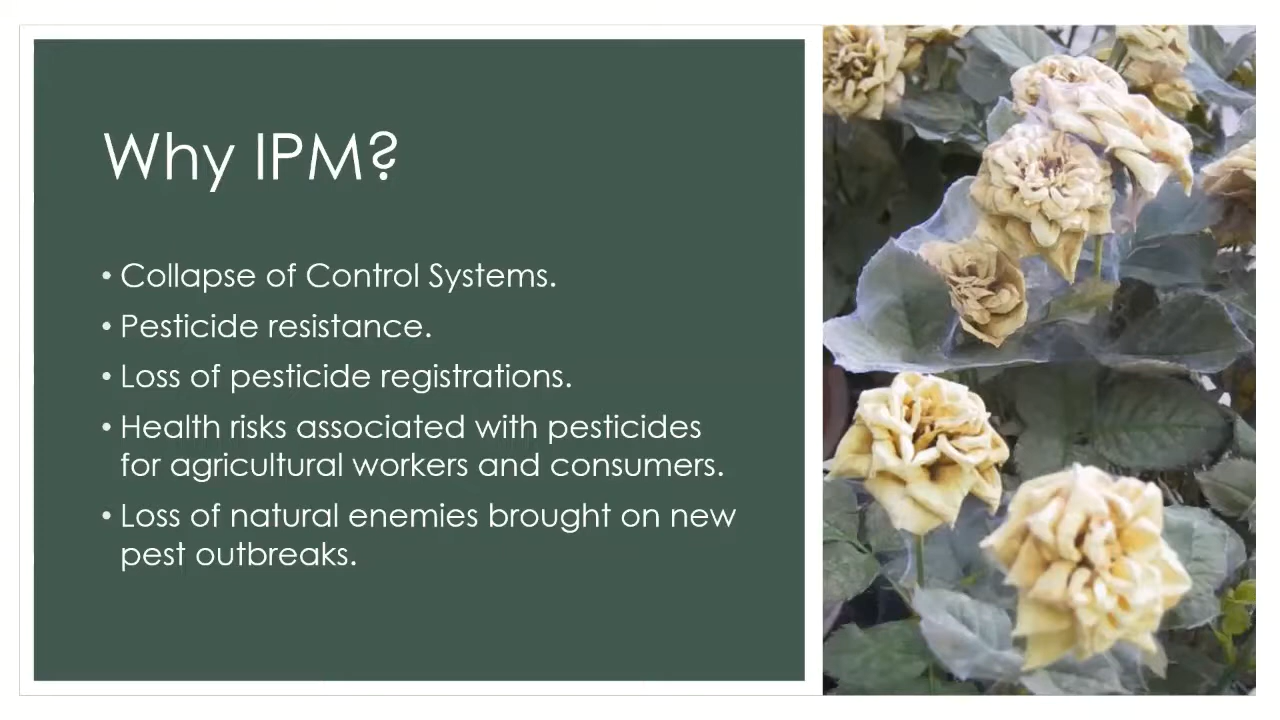 Why IPM?
• Collapse of Control Systems.
• Pesticide resistance.
• Loss of pesticide registrations.
• Health risks associated with pesticides
for agricultural workers and consumers.
• Loss of natural enemies brought on new
pest outbreaks.